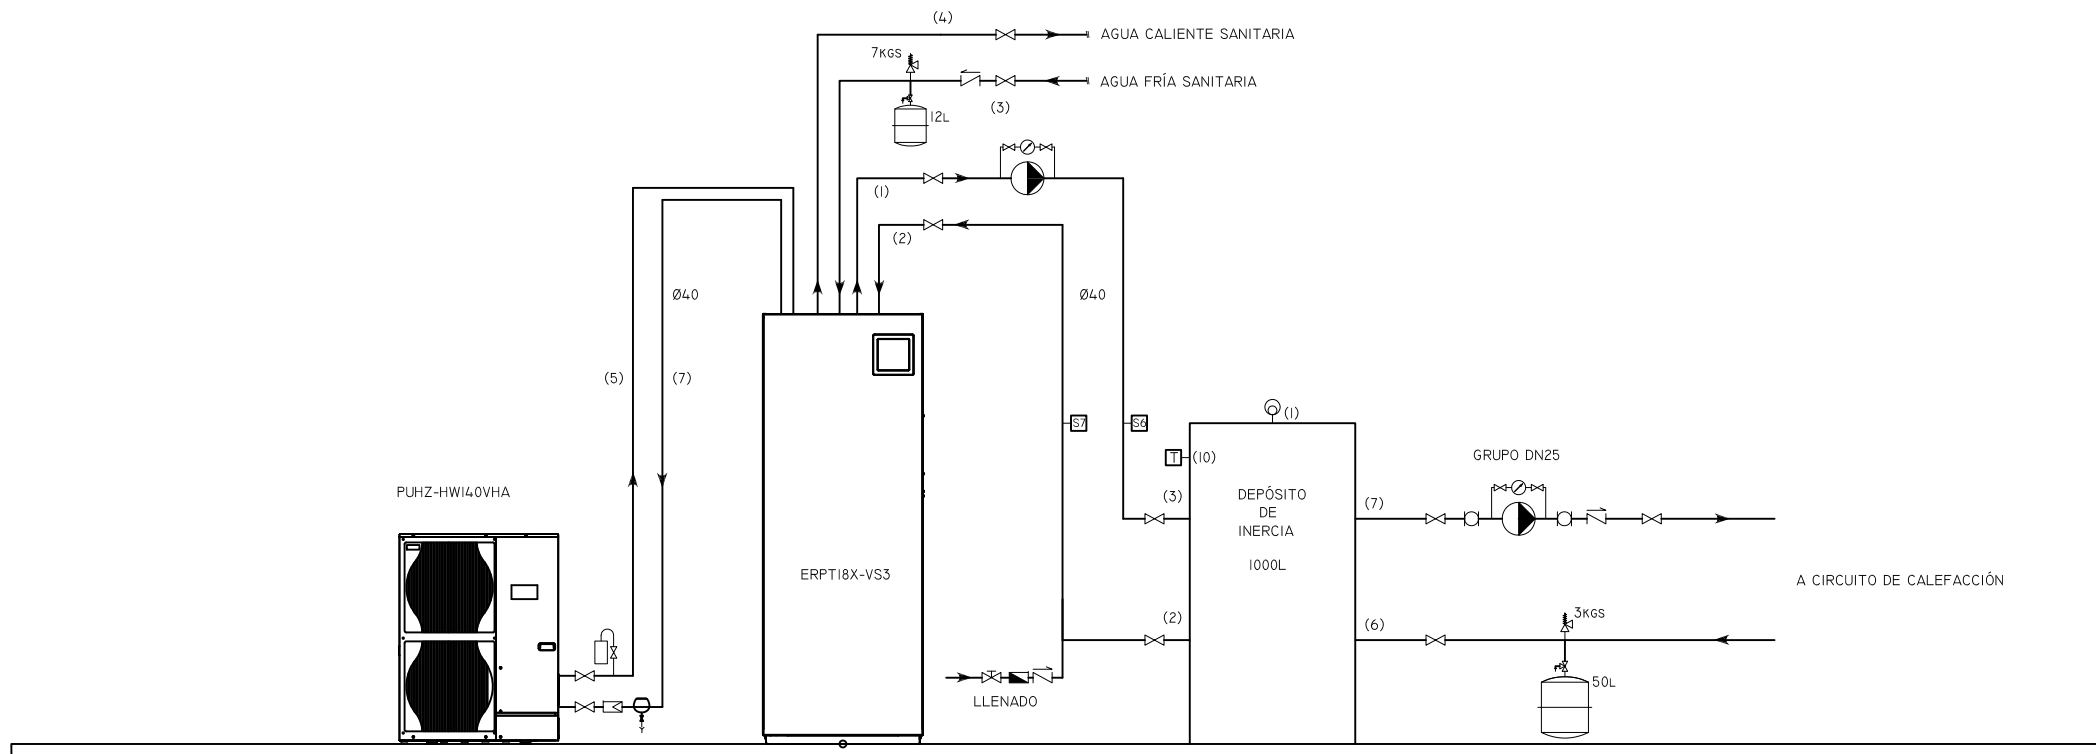 (4)
AGUA CALIENTE SANITARIA
7KGS
AGUA FRÍA SANITARIA
(3)
12L
(1)
(2)
Ø40
Ø40
(5)
(7)
S7
S6
(1)
T
(10)
GRUPO DN25
PUHZ-HW140VHA
(3)
DEPÓSITO
DE
INERCIA
1000L
(7)
ERPT18X-VS3
A CIRCUITO DE CALEFACCIÓN
(2)
(6)
3KGS
LLENADO
50L